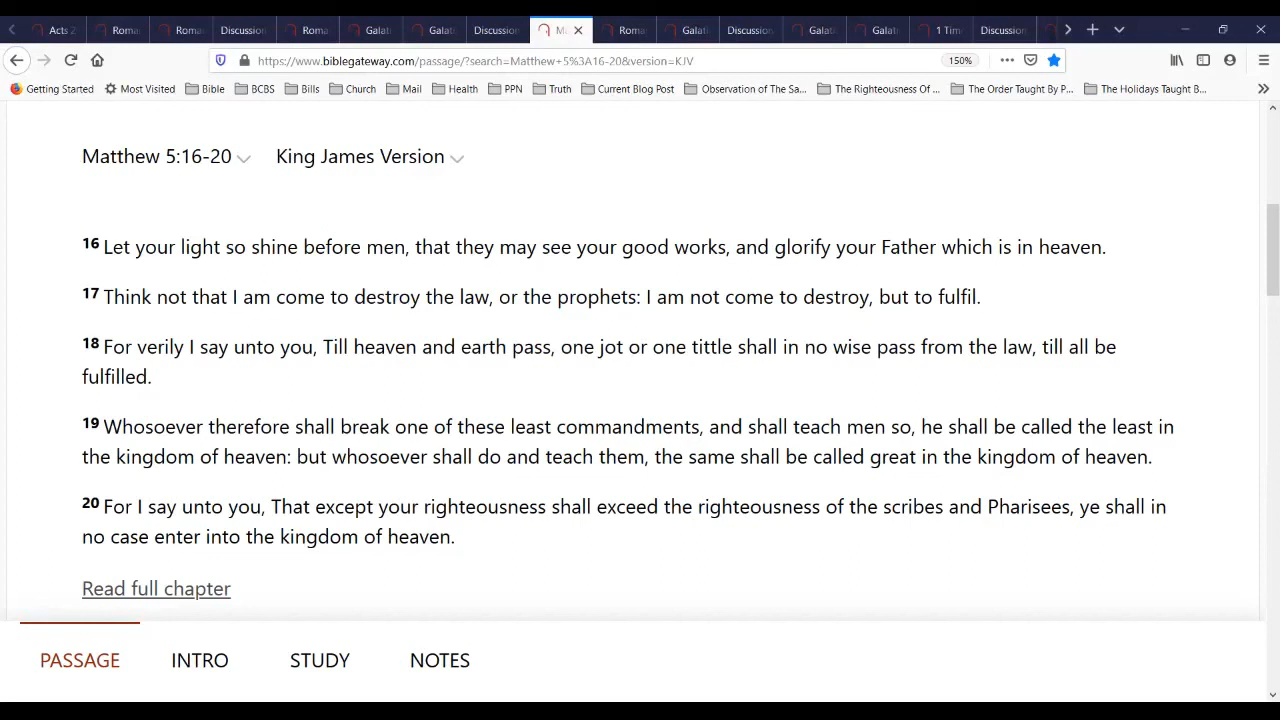 Acts 2 Roma Roma Discussion Roma Galati Galati Discussion Ma Roma Galati Discussion Galati Galati 1 Tim Discussion
https://www.biblegateway.com/passage/?search=Matthew+5%3A16-20&version=KJV 150%
Getting Started Most Visited Bible BCBS Bills Church Mail Health PPN Truth Current Blog Post Observation of The Sa... The Righteousness Of ... The Order Taught By P... The Holidays Taught B...
Matthew 5:16-20 King James Version
16 Let your light so shine before men, that they may see your good works, and glorify your Father which is in heaven.
17 Think not that I am come to destroy the law, or the prophets: I am not come to destroy, but to fulfil.
18 For verily I say unto you, Till heaven and earth pass, one jot or one tittle shall in no wise pass from the law, till all be
fulfilled.
19 Whosoever therefore shall break one of these least commandments, and shall teach men so, he shall be called the least in
the kingdom of heaven: but whosoever shall do and teach them, the same shall be called great in the kingdom of heaven.
20 For I say unto you, That except your righteousness shall exceed the righteousness of the scribes and Pharisees, ye shall in
no case enter into the kingdom of heaven.
Read full chapter
PASSAGE INTRO STUDY NOTES